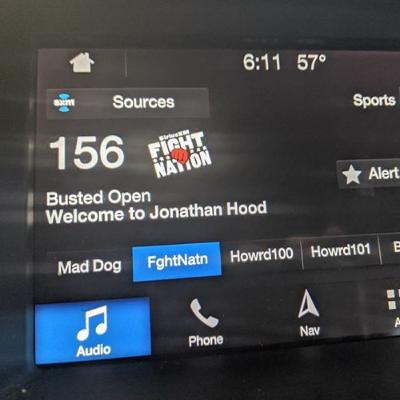 6:11 57°
sxm Sources Sports
156 SiriusXM FIGHT NATION
Alert
Busted Open
Welcome to Jonathan Hood
Mad Dog FghtNatn Howrd100 Howrd101 B
Audio Phone Nav A